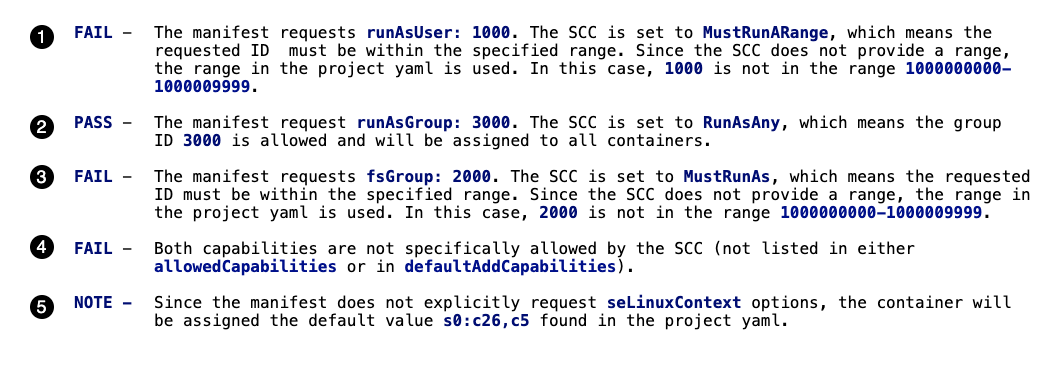 1 FAIL – The manifest requests runAsUser: 1000. The SCC is set to MustRunARange, which means the
requested ID  must be within the specified range. Since the SCC does not provide a range,
the range in the project yaml is used. In this case, 1000 is not in the range 1000000000–
1000009999.
2 PASS – The manifest request runAsGroup: 3000. The SCC is set to RunAsAny, which means the group
ID 3000 is allowed and will be assigned to all containers.
3 FAIL – The manifest requests fsGroup: 2000. The SCC is set to MustRunAs, which means the requested
ID must be within the specified range. Since the SCC does not provide a range, the range in
the project yaml is used. In this case, 2000 is not in the range 1000000000–1000009999.
4 FAIL – Both capabilities are not specifically allowed by the SCC (not listed in either
allowedCapabilities or in defaultAddCapabilities).
5 NOTE – Since the manifest does not explicitly request seLinuxContext options, the container will
be assigned the default value s0:c26,c5 found in the project yaml.